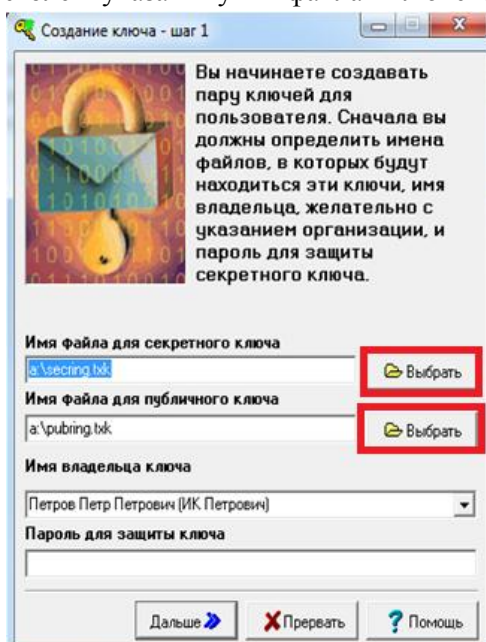 Создание ключа - шаг 1
Вы начинаете создавать
пару ключей для
пользователя. Сначала вы
должны определить имена
файлов, в которых будут
находиться эти ключи, имя
владельца, желательно с
указанием организации, и
пароль для защиты
секретного ключа.
Имя файла для секретного ключа
a:\secring.txk
Выбрать
Имя файла для публичного ключа
a:\pubring.txk
Выбрать
Имя владельца ключа
Петров Петр Петрович (ИК Петрович)
Пароль для защиты ключа
Дальше
Прервать
Помощь